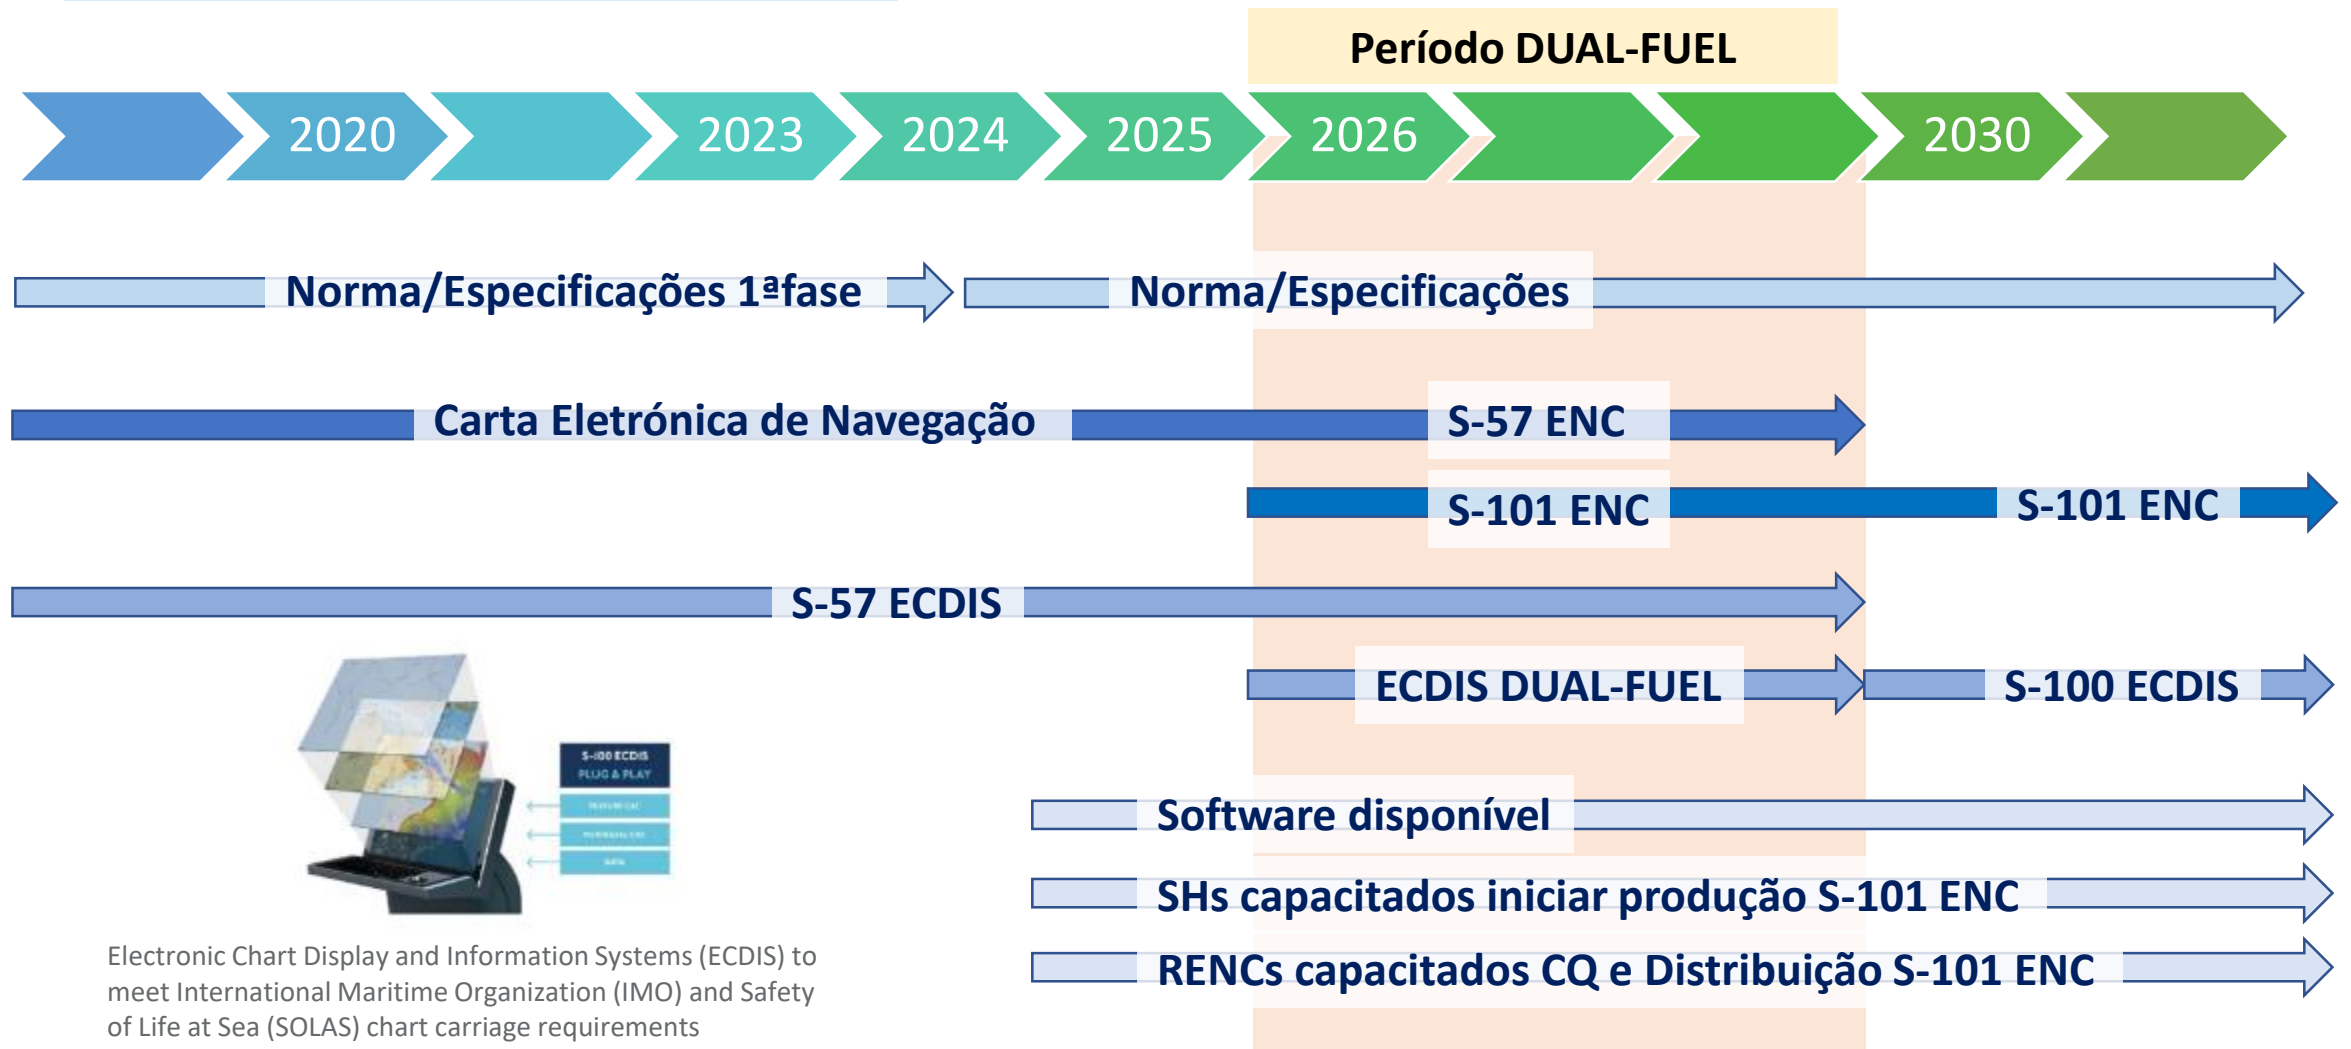 Período DUAL-FUEL
2020
2023
2024
2025
2026
2030
Norma/Especificações 1ªfase
Norma/Especificações
Carta Eletrónica de Navegação
S-57 ENC
S-101 ENC
S-101 ENC
S-57 ECDIS
ECDIS DUAL-FUEL
S-100 ECDIS
S-100 ECDIS
PLUG & PLAY
DATA
Software disponível
SHs capacitados iniciar produção S-101 ENC
RENCs capacitados CQ e Distribuição S-101 ENC
Electronic Chart Display and Information Systems (ECDIS) to
meet International Maritime Organization (IMO) and Safety
of Life at Sea (SOLAS) chart carriage requirements